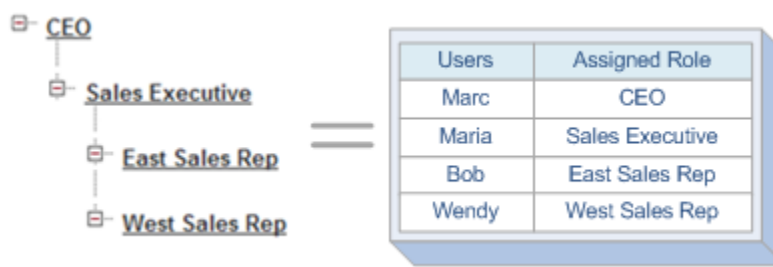 CEO
Sales Executive
East Sales Rep
West Sales Rep
Users Assigned Role
Marc CEO
Maria Sales Executive
Bob East Sales Rep
Wendy West Sales Rep